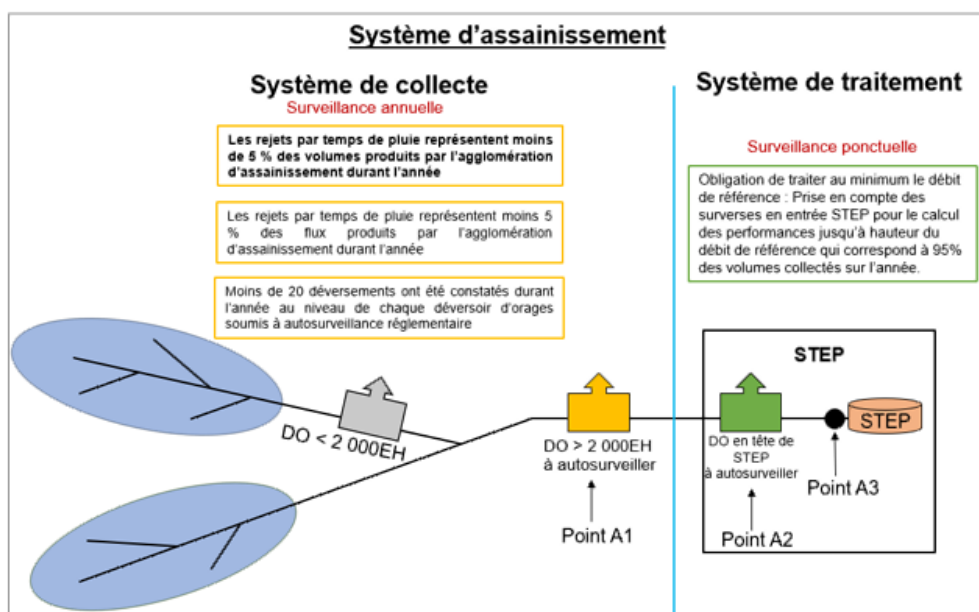 Système d'assainissement
Système de collecte
Surveillance annuelle
Les rejets par temps de pluie représentent moins
de 5 % des volumes produits par l'agglomération
d'assainissement durant l'année
Les rejets par temps de pluie représentent moins 5
% des flux produits par l'agglomération
d'assainissement durant l'année
Moins de 20 déversements ont été constatés durant
l'année au niveau de chaque déversoir d'orages
soumis à autosurveillance réglementaire
Système de traitement
Surveillance ponctuelle
Obligation de traiter au minimum le débit
de référence : Prise en compte des
surverses en entrée STEP pour le calcul
des performances jusqu'à hauteur du
débit de référence qui correspond à 95%
des volumes collectés sur l'année.
DO < 2 000EH
DO > 2 000EH
à autosurveiller
Point A1
STEP
DO en tête de
STEP
à autosurveiller
Point A2
Point A3
STEP